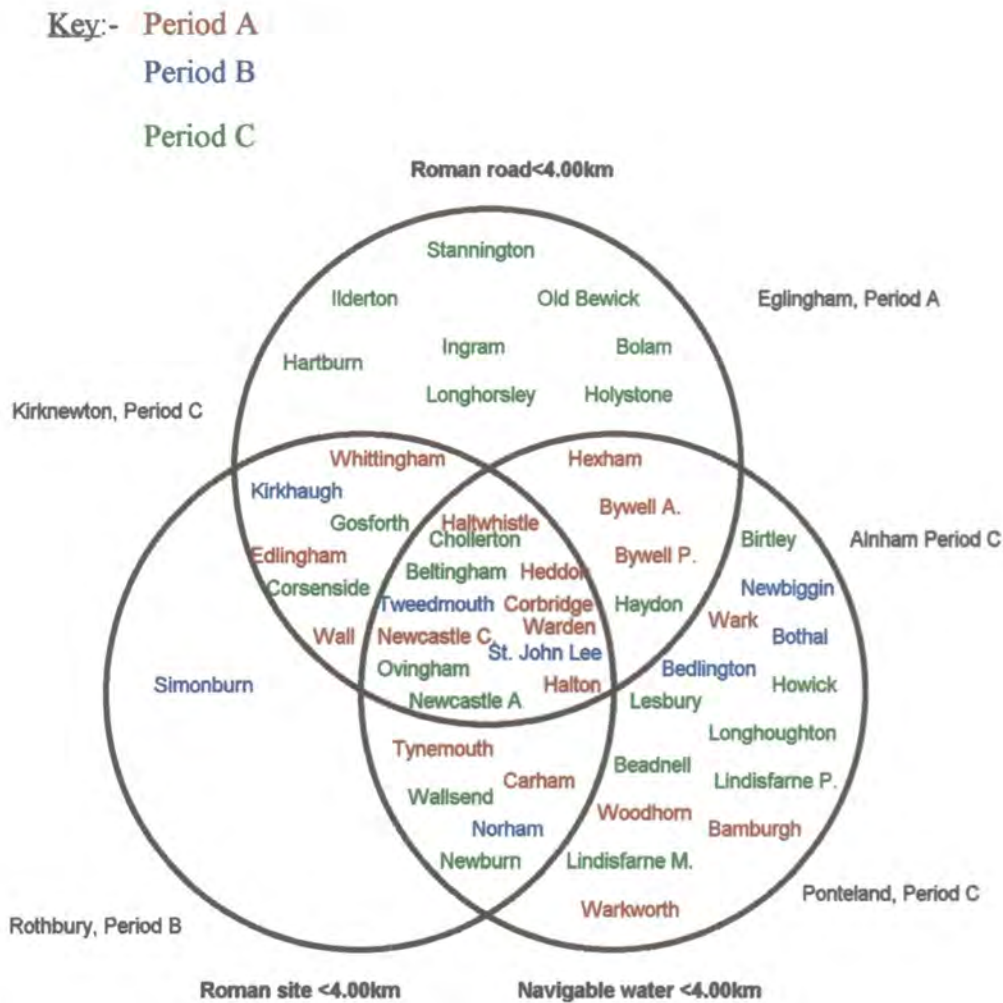 Key:- Period A
Period B
Period C
Roman road<4.00km
Stannington
Ilderton
Old Bewick
Eglingham, Period A
Ingram
Bolam
Hartburn
Longhorsley
Holystone
Kirknewton, Period C
Whittingham
Hexham
Kirkhaugh
Bywell A.
Gosforth
Haltwhistle
Chollerton
Birtley
Alnham Period C
Edlingham
Bywell P.
Beltingham
Heddon
Corsenside
Newbiggin
Tweedmouth
Corbridge
Haydon
Wark
Warden
Wall
Newcastle C.
Bothal
St. John Lee
Ovingham
Bedlington
Simonburn
Halton
Howick
Newcastle A
Lesbury
Longhoughton
Tynemouth
Beadnell
Carham
Lindisfarne P.
Wallsend
Woodhorn
Norham
Bamburgh
Newburn
Lindisfarne M.
Ponteland, Period C
Warkworth
Rothbury, Period B
Roman site <4.00km
Navigable water <4.00km